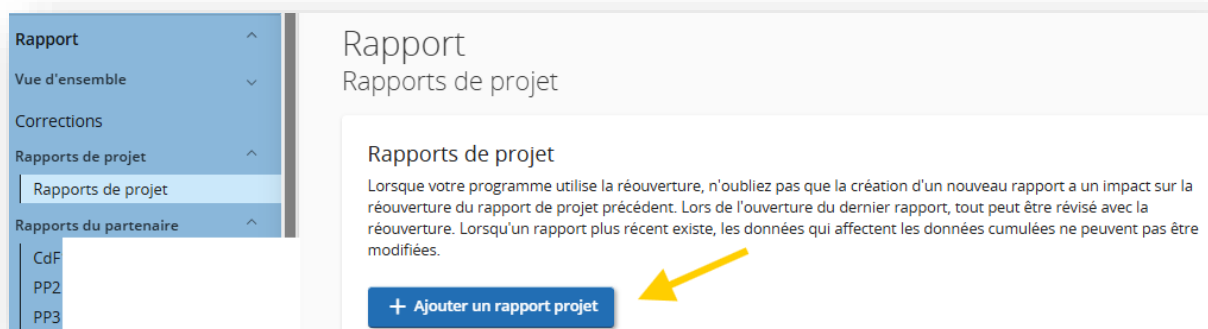 Rapport
Vue d'ensemble
Corrections
Rapports de projet
Rapports de projet
Rapports du partenaire
CdF
PP2
PP3
Rapport
Rapports de projet
Rapports de projet
Lorsque votre programme utilise la réouverture, n'oubliez pas que la création d'un nouveau rapport a un impact sur la
réouverture du rapport de projet précédent. Lors de l'ouverture du dernier rapport, tout peut être révisé avec la
réouverture. Lorsqu'un rapport plus récent existe, les données qui affectent les données cumulées ne peuvent pas être
modifiées.
+ Ajouter un rapport projet